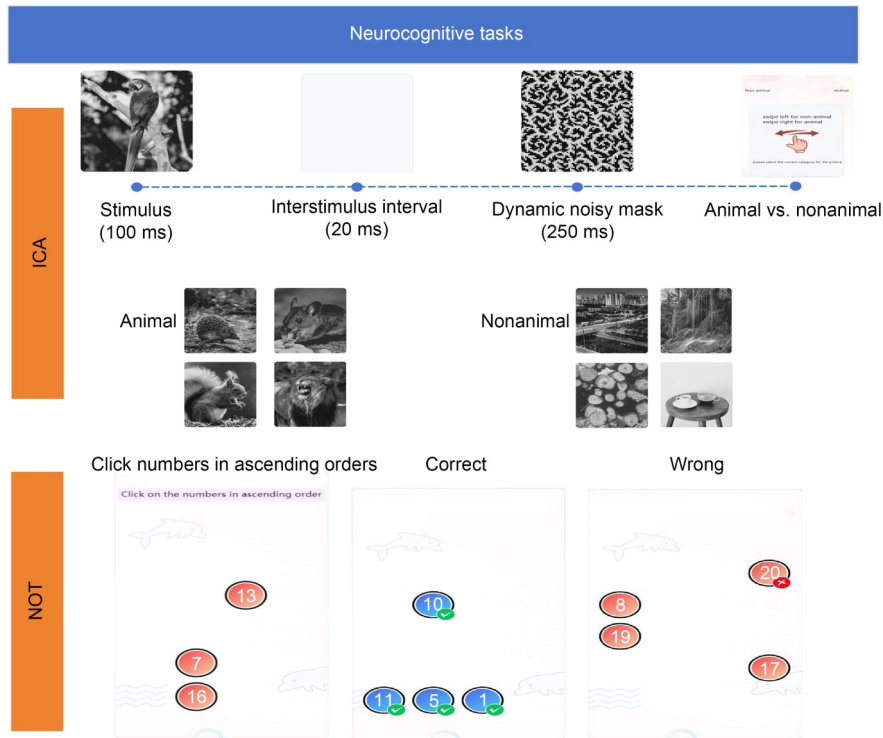 Neurocognitive tasks
ICA
Non-animal
Animal
swipe left for non-animal
swipe right for animal
please select the correct category for the picture.
Stimulus
(100 ms)
Interstimulus interval
(20 ms)
Dynamic noisy mask
(250 ms)
Animal vs. nonanimal
Animal
Nonanimal
NOT
Click numbers in ascending orders
Correct
Wrong
Click on the numbers in ascending order
13
7
16
10
11
5
1
20
8
19
17